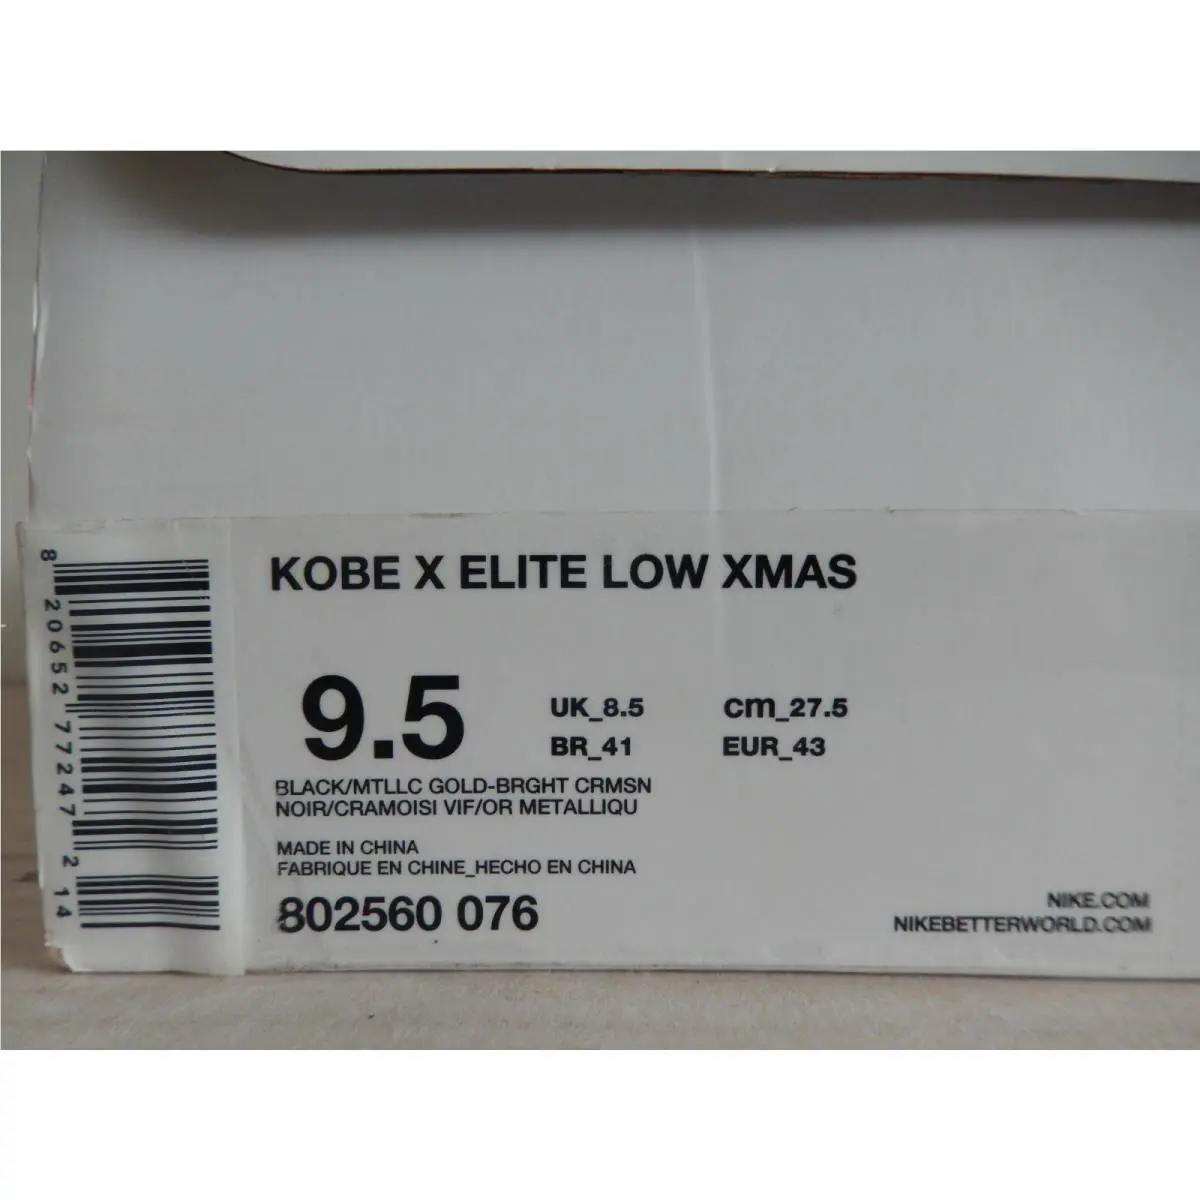 KOBE X ELITE LOW XMAS
9.5
UK_8.5 cm_27.5
BR_41 EUR_43
BLACK/MTLLC GOLD-BRGHT CRMSN
NOIR/CRAMOISI VIF/OR METALLIQU
MADE IN CHINA
FABRIQUE EN CHINE_HECHO EN CHINA
802560 076
NIKE.COM
NIKEBETTERWORLD.COM
8 20652 77247 2 14